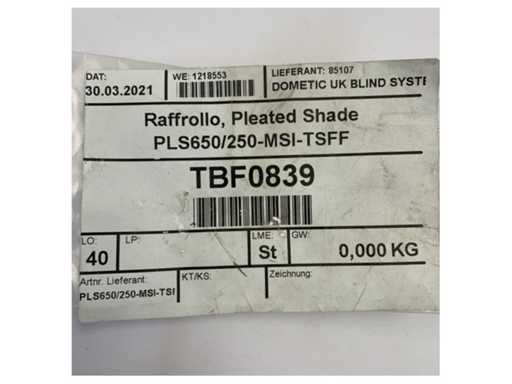 DAT: WE: 1218553 LIEFERANT: 85107
30.03.2021 DOMETIC UK BLIND SYSTE
Raffrollo, Pleated Shade
PLS650/250-MSI-TSFF
TBF0839
LO: LP: LME: GW:
40 St 0,000 KG
Artnr. Lieferant: KT/KS: Zeichnung:
PLS650/250-MSI-TSI